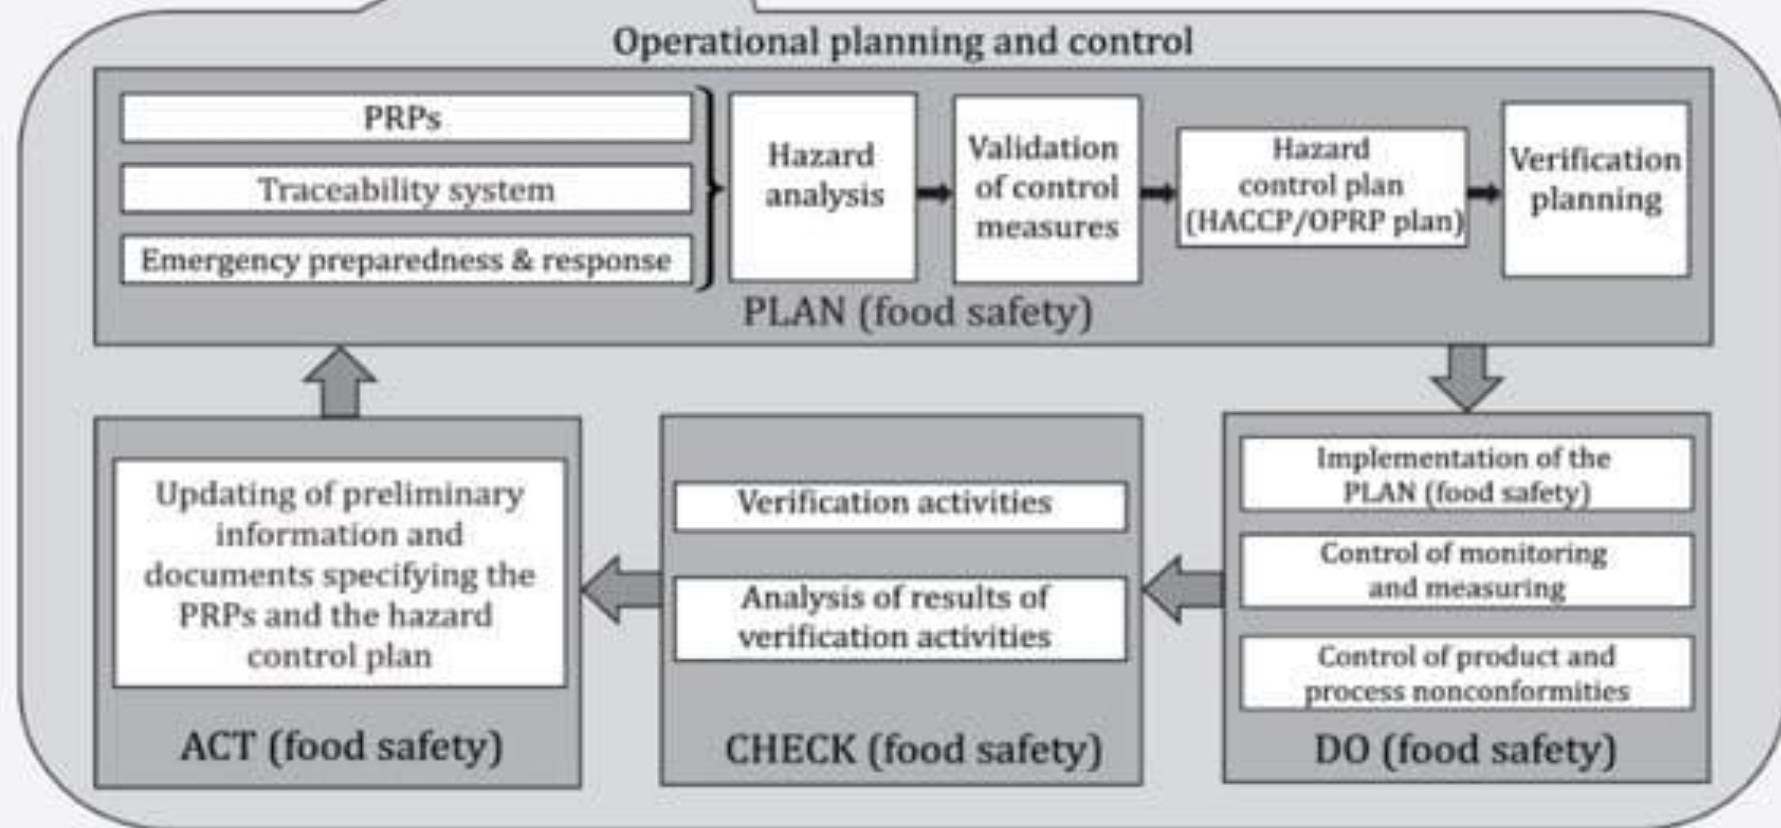 Operational planning and control
PRPs
Traceability system
Emergency preparedness & response
Hazard
analysis
Validation
of control
measures
Hazard
control plan
(HACCP/OPRP plan)
Verification
planning
PLAN (food safety)
Updating of preliminary
information and
documents specifying the
PRPs and the hazard
control plan
ACT (food safety)
Verification activities
Analysis of results of
verification activities
CHECK (food safety)
Implementation of the
PLAN (food safety)
Control of monitoring
and measuring
Control of product and
process nonconformities
DO (food safety)